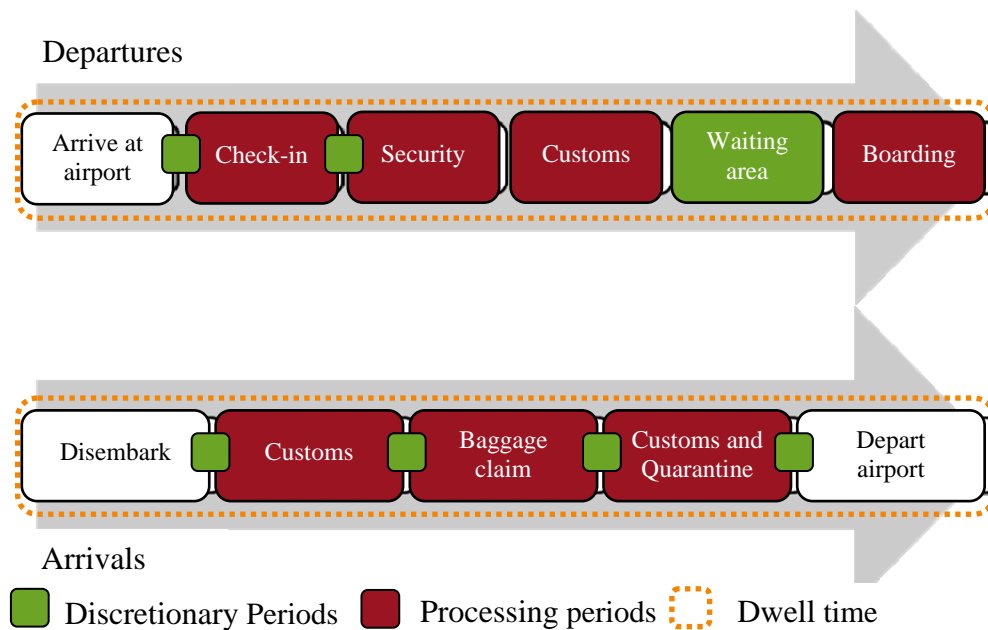 Departures
Arrive at
airport
Check-in
Security
Customs
Waiting
area
Boarding
Disembark
Customs
Baggage
claim
Customs and
Quarantine
Depart
airport
Arrivals
Discretionary Periods
Processing periods
Dwell time